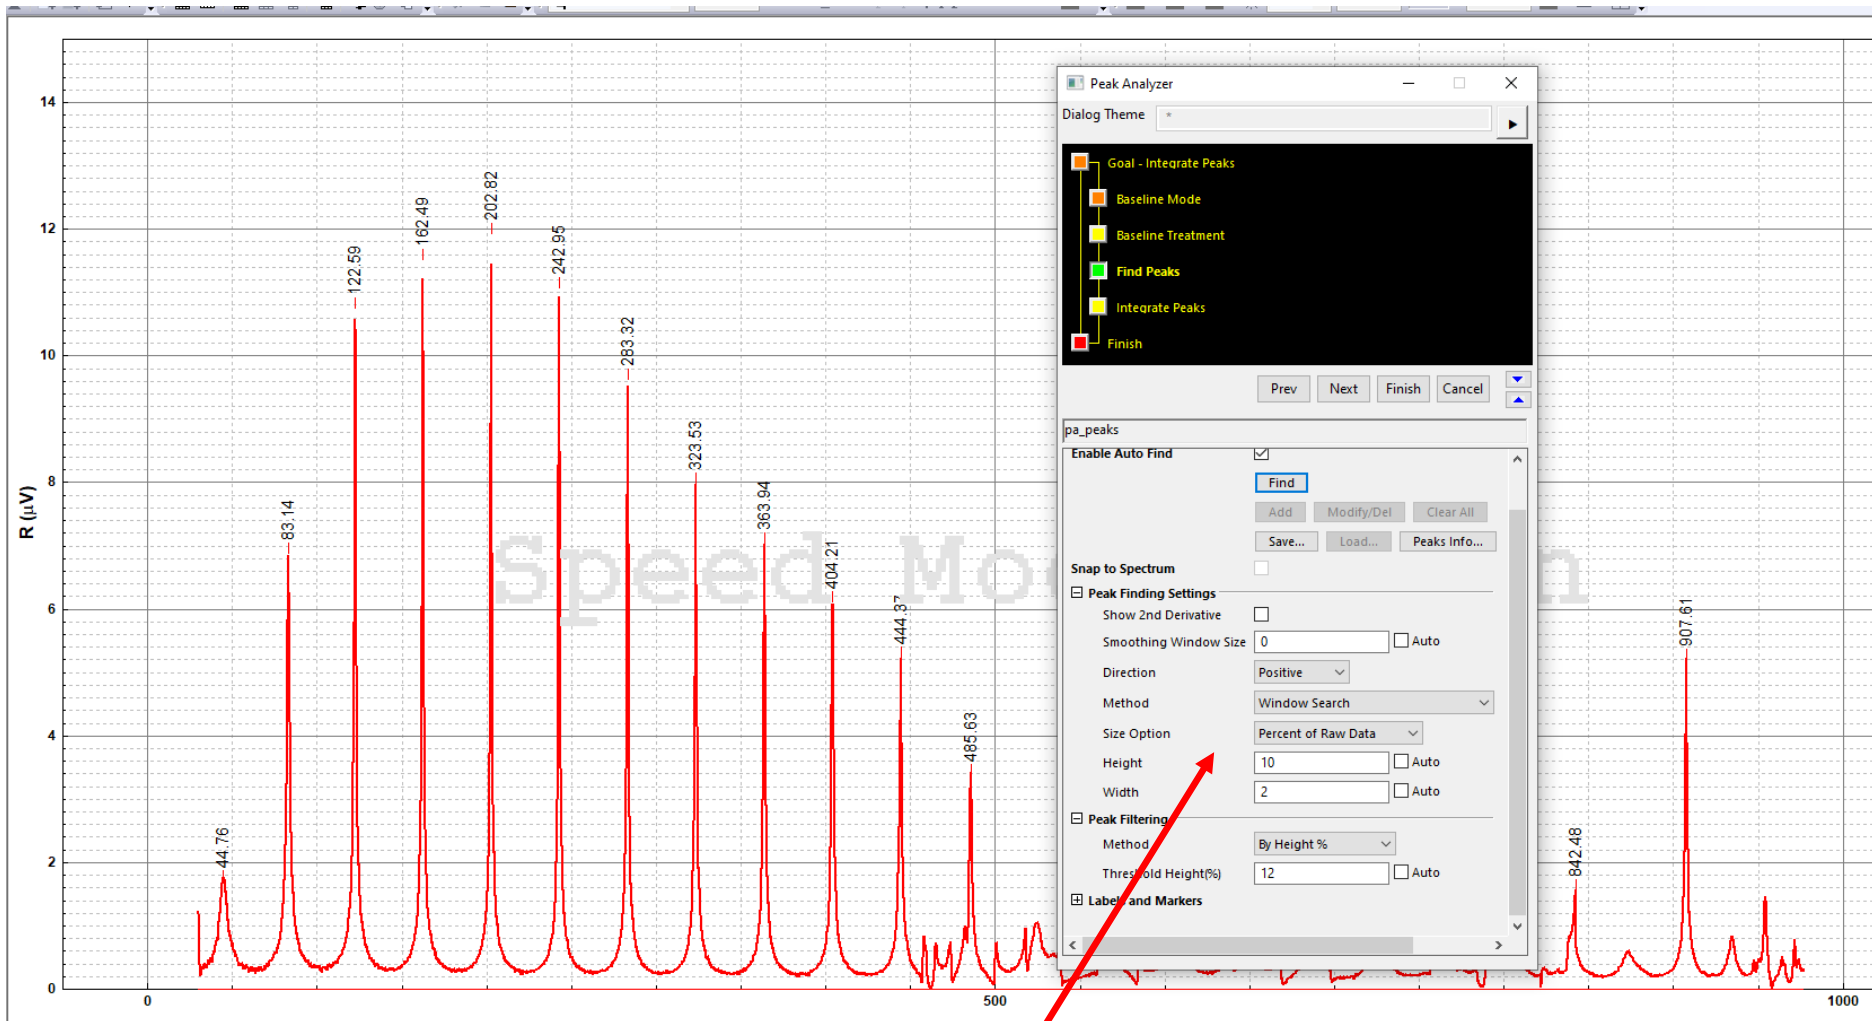 Peak Analyzer
Dialog Theme *
Goal - Integrate Peaks
Baseline Mode
Baseline Treatment
Find Peaks
Integrate Peaks
Finish
Prev Next Finish Cancel
pa_peaks
Enable Auto Find
Find
Add Modify/Del Clear All
Save... Load... Peaks Info...
Snap to Spectrum
Peak Finding Settings
Show 2nd Derivative
Smoothing Window Size 0 Auto
Direction Positive
Method Window Search
Size Option Percent of Raw Data
Height 10 Auto
Width 2 Auto
Peak Filtering
Method By Height %
Threshold Height(%) 12 Auto
Labels and Markers
R (µV)
14
12
10
8
6
4
2
0
0 500 1000
44.76
83.14
122.59
162.49
202.82
242.95
283.32
323.53
363.94
404.21
444.37
485.63
842.48
907.61
Speed Mo